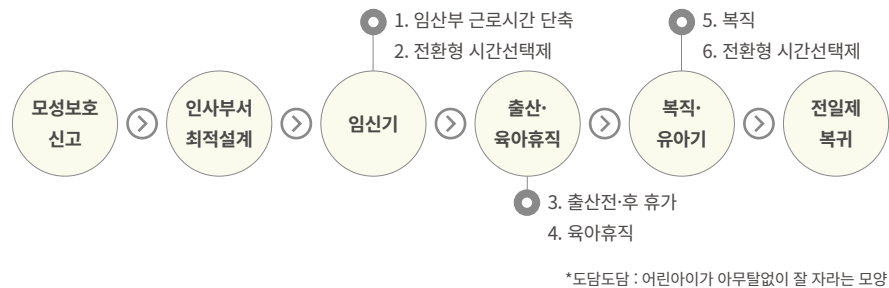 1. 임산부 근로시간 단축
2. 전환형 시간선택제
5. 복직
6. 전환형 시간선택제
모성보호
신고
인사부서
최적설계
임신기
출산·
육아휴직
복직·
유아기
전일제
복귀
3. 출산전·후 휴가
4. 육아휴직
*도담도담 : 어린아이가 아무탈없이 잘 자라는 모양